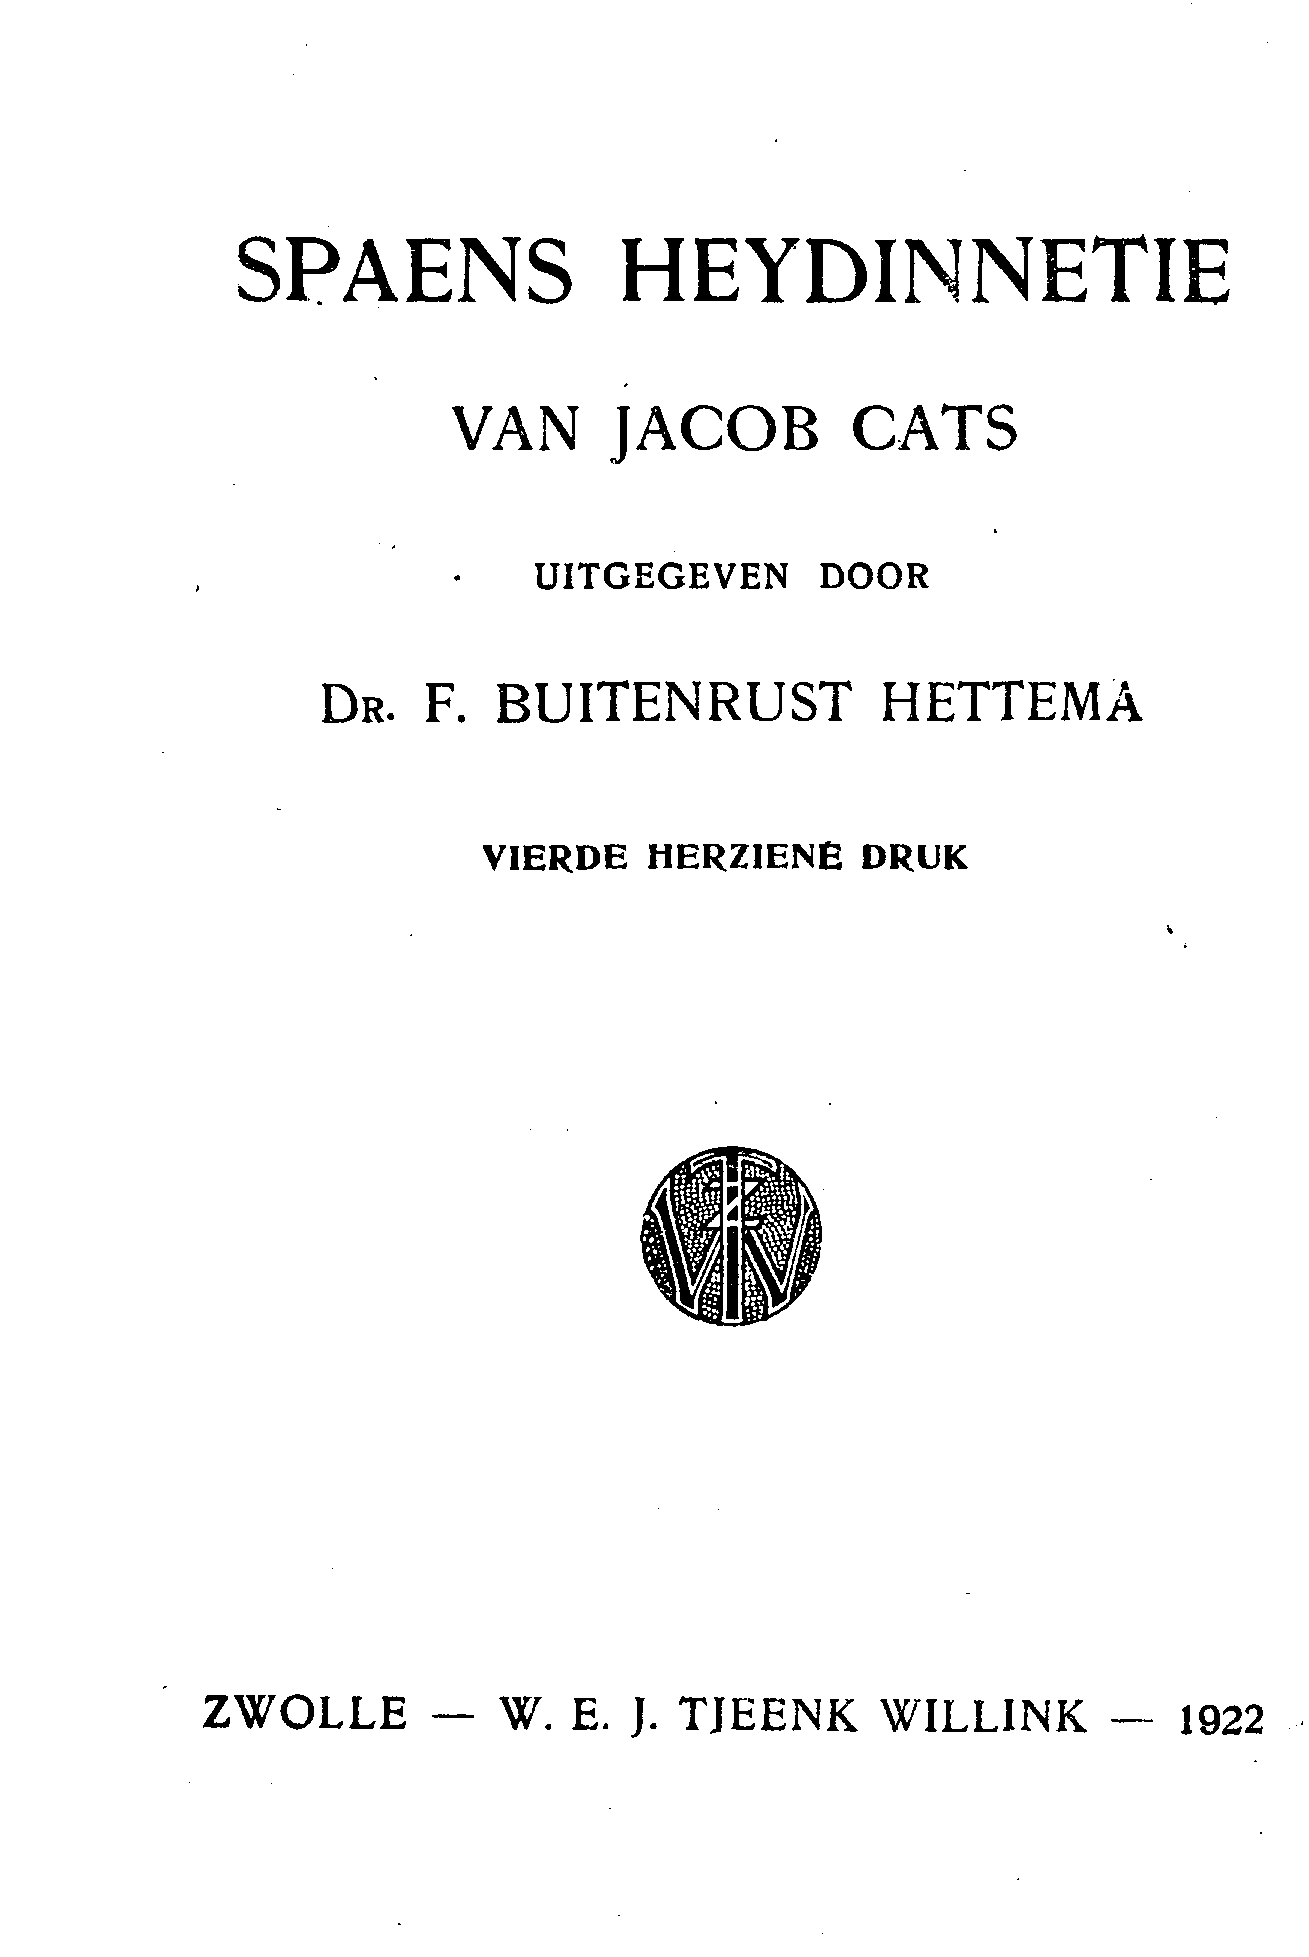 SPAENS HEYDINNETIE
VAN JACOB CATS
UITGEGEVEN DOOR
DR. F. BUITENRUST HETTEMA
VIERDE HERZIENE DRUK
ZWOLLE — W. E. J. TJEENK WILLINK — 1922